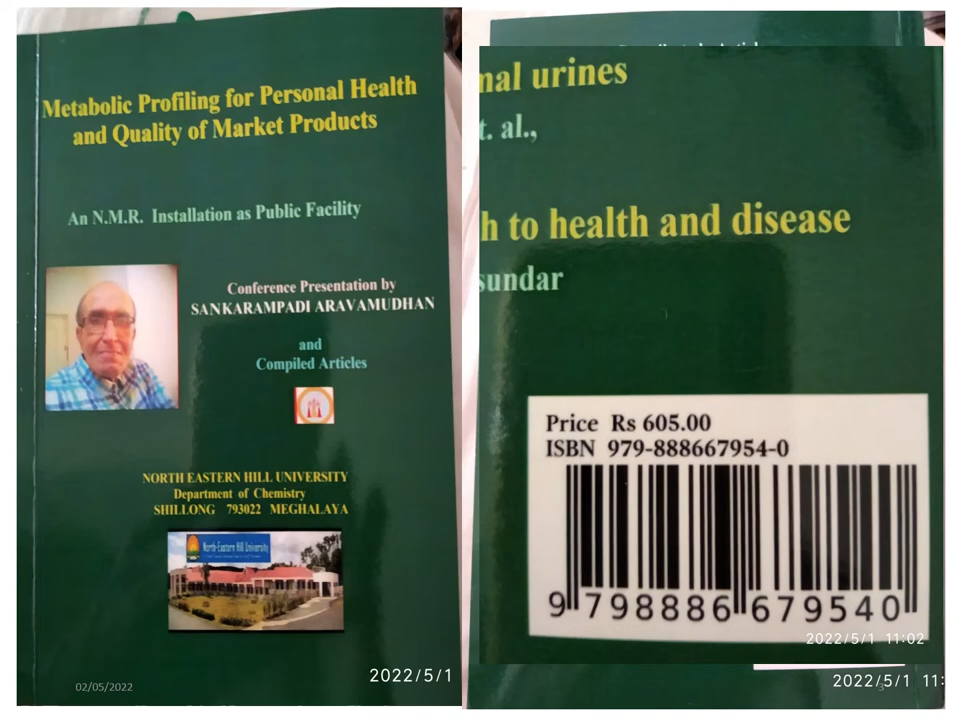 Metabolic Profiling for Personal Health
and Quality of Market Products
An N.M.R. Installation as Public Facility
Conference Presentation by
SANKARAMPADI ARAVAMUDHAN
and
Compiled Articles
NORTH EASTERN HILL UNIVERSITY
Department of Chemistry
SHILLONG 793022 MEGHALAYA
North-Eastern Hill University
02/05/2022
2022/5/1
mal urines
t. al.,
h to health and disease
sundar
Price Rs 605.00
ISBN 979-888667954-0
9 798886 679540
2022/5/1 11:02
2022/5/1 11: